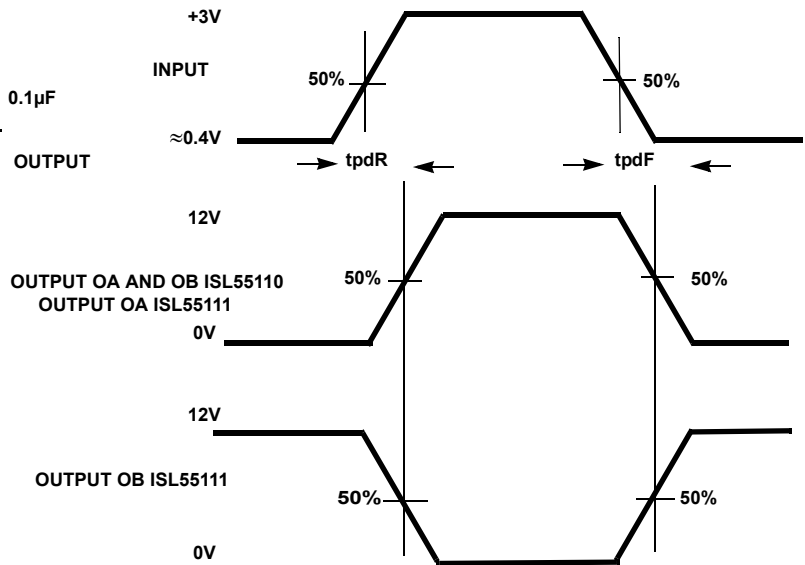 +3V
INPUT
50%
50%
0.1µF
≈0.4V
OUTPUT
tpdR
tpdF
12V
OUTPUT OA AND OB ISL55110
OUTPUT OA ISL55111
50%
50%
0V
12V
OUTPUT OB ISL55111
50%
50%
0V